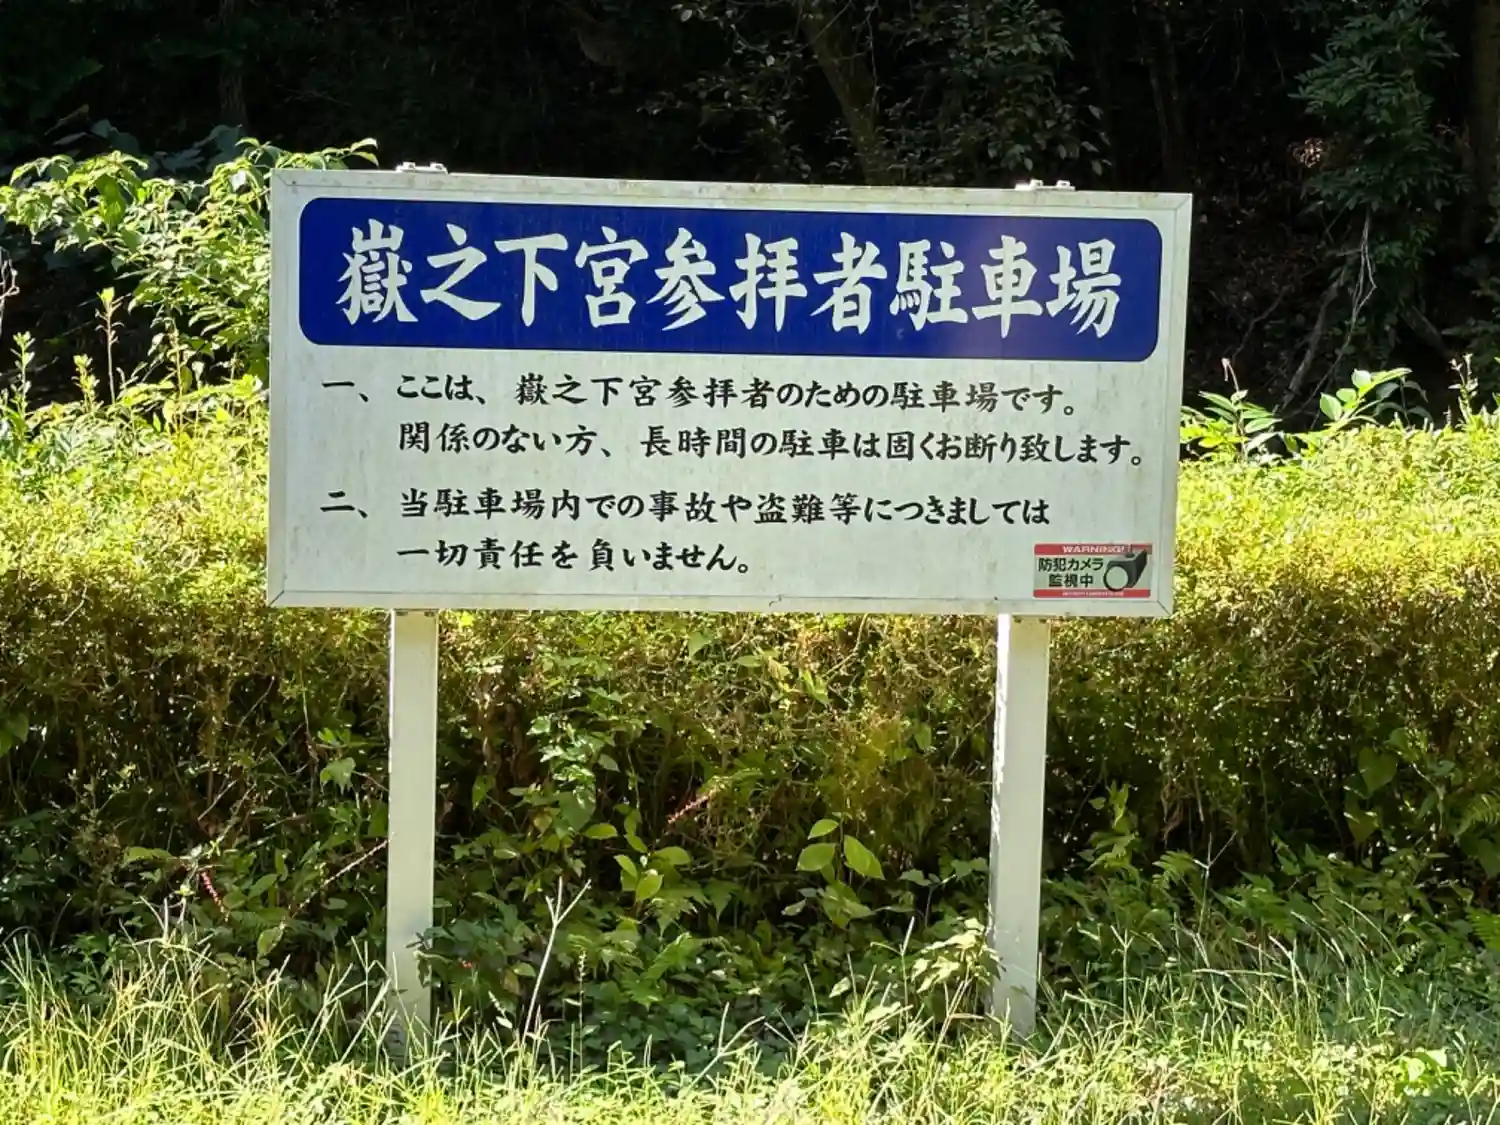 嶽之下宮参拝者駐車場
一、ここは、嶽之下宮参拝者のための駐車場です。
関係のない方、長時間の駐車は固くお断り致します。
二、当駐車場内での事故や盗難等につきましては
一切責任を負いません。
WARNING!!
防犯カメラ
監視中